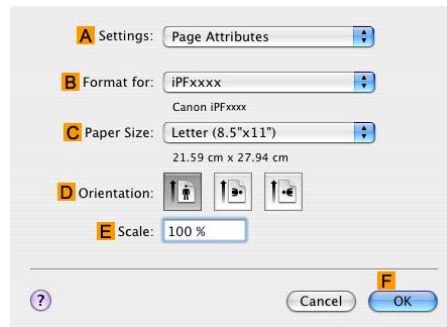 A Settings: Page Attributes
B Format for: iPFxxxx
Canon iPFxxxx
C Paper Size: Letter (8.5"x11")
21.59 cm x 27.94 cm
D Orientation:
E Scale: 100 %
F
? Cancel OK